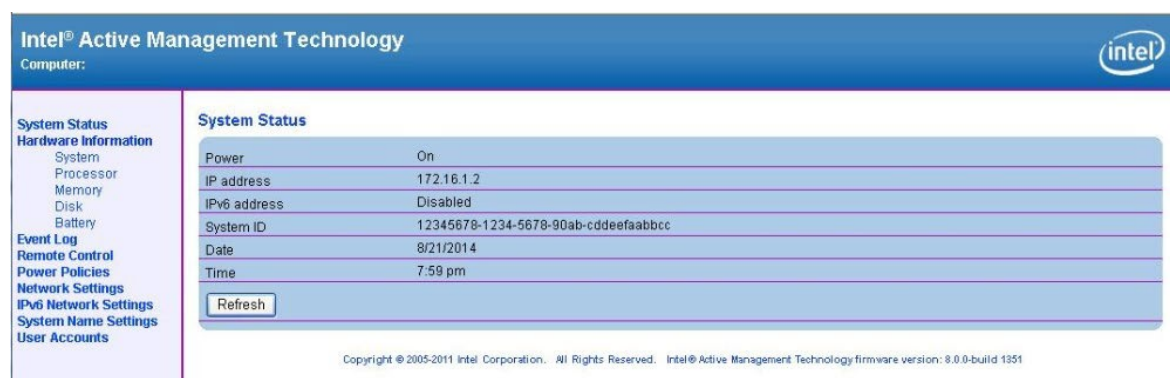 Intel® Active Management Technology
Computer:
intel
System Status
Hardware Information
System
Processor
Memory
Disk
Battery
Event Log
Remote Control
Power Policies
Network Settings
IPv6 Network Settings
System Name Settings
User Accounts
System Status
Power On
IP address 172.16.1.2
IPv6 address Disabled
System ID 12345678-1234-5678-90ab-cddeefaabbcc
Date 8/21/2014
Time 7:59 pm
Refresh
Copyright © 2005-2011 Intel Corporation. All Rights Reserved. Intel® Active Management Technology firmware version: 8.0.0-build 1351